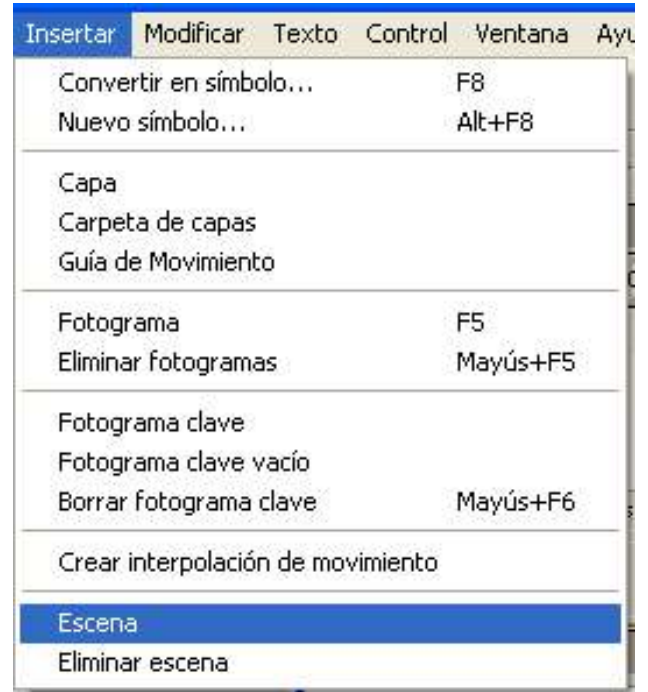 Insertar Modificar Texto Control Ventana
Convertir en símbolo... F8
Nuevo símbolo... Alt+F8
Capa
Carpeta de capas
Guía de Movimiento
Fotograma F5
Eliminar fotogramas Mayús+F5
Fotograma clave
Fotograma clave vacío
Borrar fotograma clave Mayús+F6
Crear interpolación de movimiento
Escena
Eliminar escena